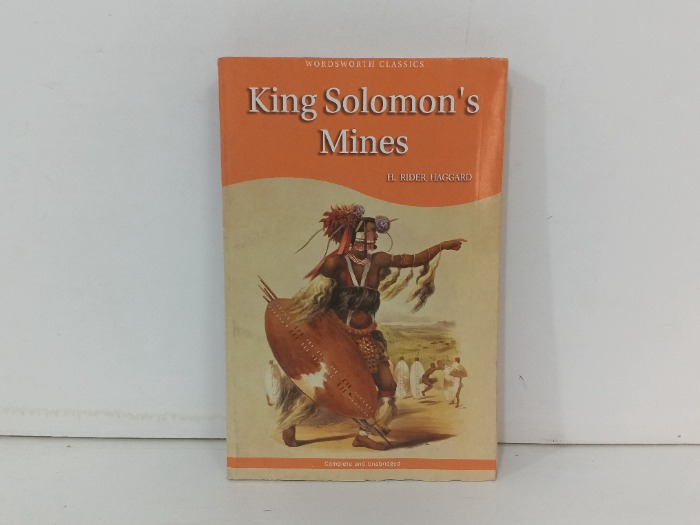 WORDSWORTH CLASSICS
King Solomon's
Mines
H. RIDER HAGGARD
Complete and Unabridged